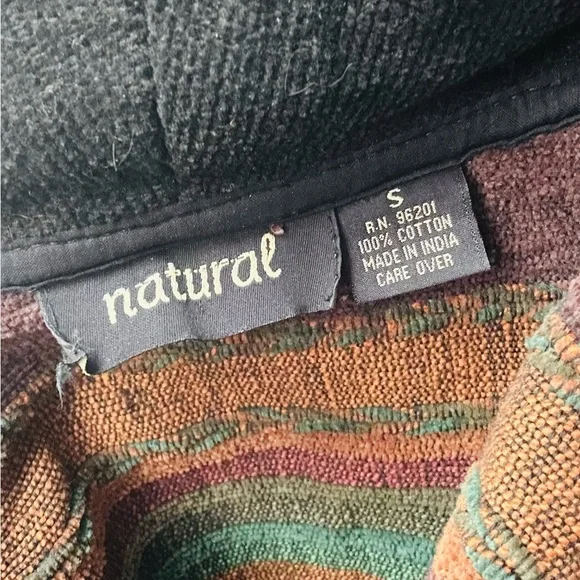 natural
S
R.N. 96201
100% COTTON
MADE IN INDIA
CARE OVER